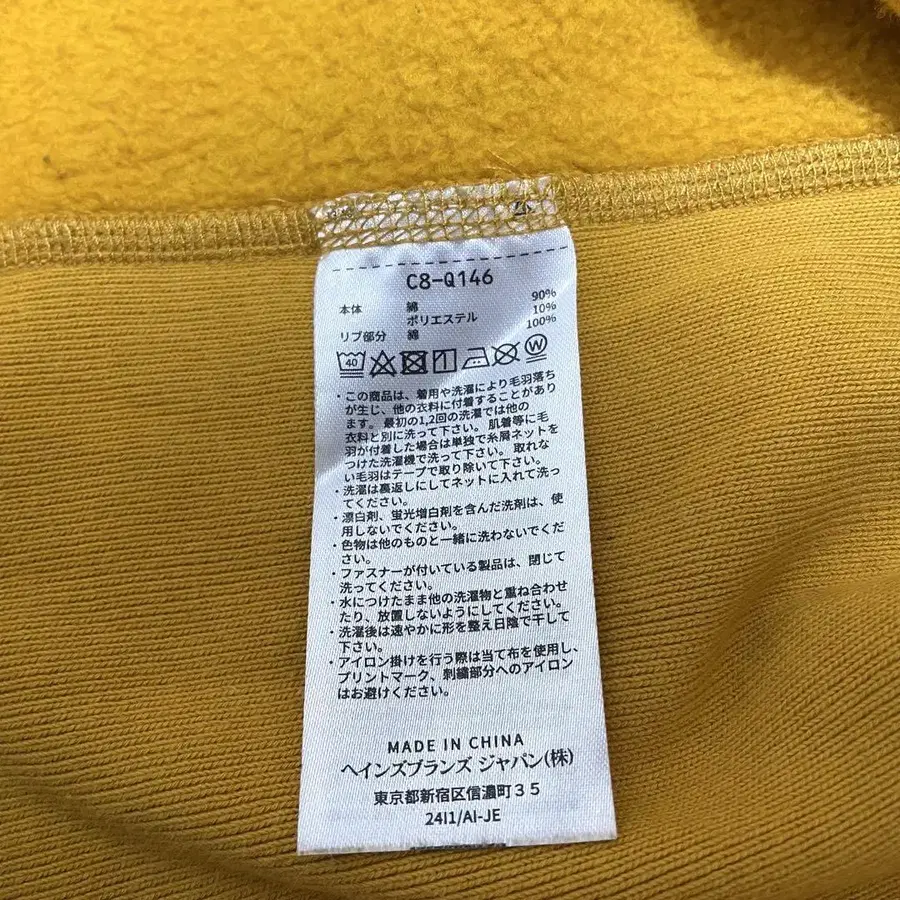 C8-Q146
本体 綿 90%
ポリエステル 10%
リブ部分 綿 100%
40
W
・この商品は、着用や洗濯により毛羽落ち
が生じ、他の衣料に付着することがあり
ます。最初の1,2回の洗濯では他の
衣料と別に洗って下さい。肌着等に毛
羽が付着した場合は単独で糸屑ネットを
つけた洗濯機で洗って下さい。取れな
い毛羽はテープで取り除いて下さい。
・洗濯は裏返しにしてネットに入れて洗っ
てください。
・漂白剤、蛍光増白剤を含んだ洗剤は、使
用しないでください。
・色物は他のものと一緒に洗わないでくだ
さい。
・ファスナーが付いている製品は、閉じて
洗ってください。
・水につけたまま他の洗濯物と重ね合わせ
たり、放置しないようにしてください。
・洗濯後は速やかに形を整え日陰で干して
下さい。
・アイロン掛けを行う際は当て布を使用し、
プリントマーク、刺繍部分へのアイロン
はお避けください。
MADE IN CHINA
ヘインズブランズ ジャパン(株)
東京都新宿区信濃町35
24I1/AI-JE